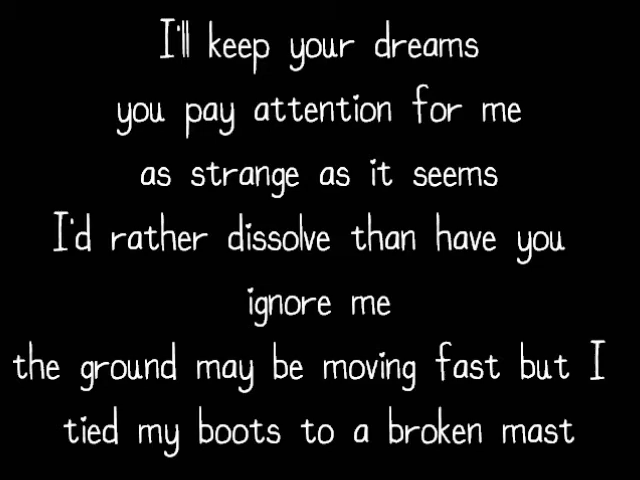 I'll keep your dreams
you pay attention for me
as strange as it seems
I'd rather dissolve than have you
ignore me
the ground may be moving fast but I
tied my boots to a broken mast